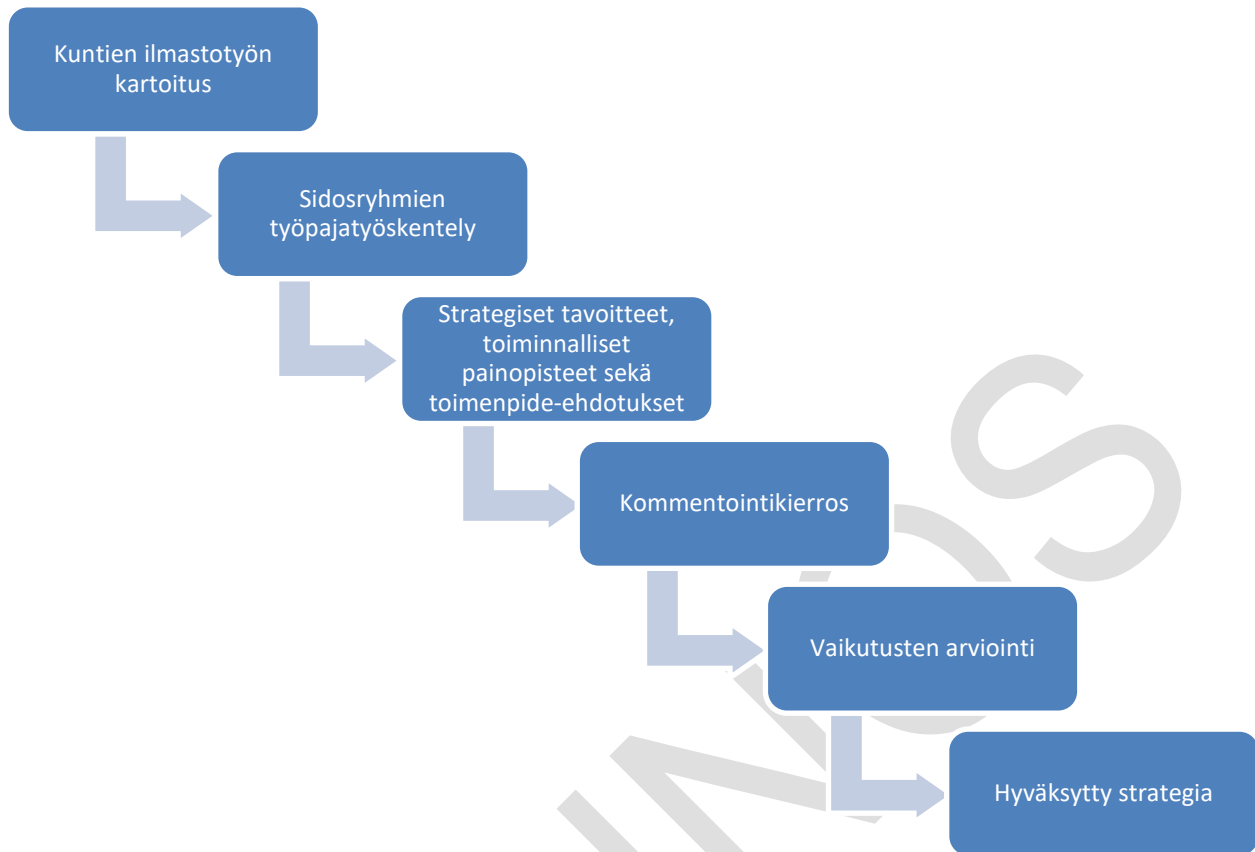 Kuntien ilmastotyön
kartoitus
Sidosryhmien
työpajatyöskentely
Strategiset tavoitteet,
toiminnalliset
painopisteet sekä
toimenpide-ehdotukset
Kommentointikierros
Vaikutusten arviointi
Hyväksytty strategia